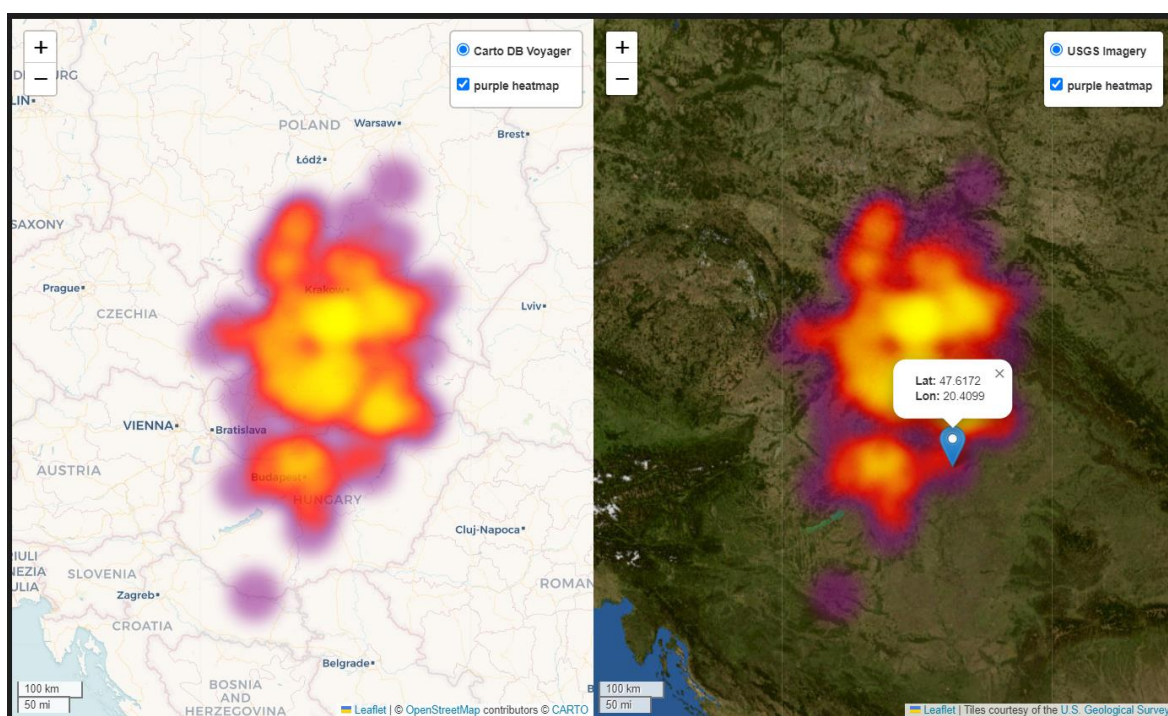 +
−
Carto DB Voyager
purple heatmap
LIN
POLAND
Warsaw
Brest
Łódź
SAXONY
Prague
CZECHIA
Krakow
Lviv
VIENNA
Bratislava
AUSTRIA
Budapest
HUNGARY
Cluj-Napoca
SLOVENIA
ROMAN
Zagreb
CROATIA
Belgrade
BOSNIA
AND
HERZEGOVINA
100 km
50 mi
Leaflet | © OpenStreetMap contributors © CARTO
+
−
USGS Imagery
purple heatmap
×
Lat: 47.6172
Lon: 20.4099
100 km
50 mi
Leaflet | Tiles courtesy of the U.S. Geological Survey